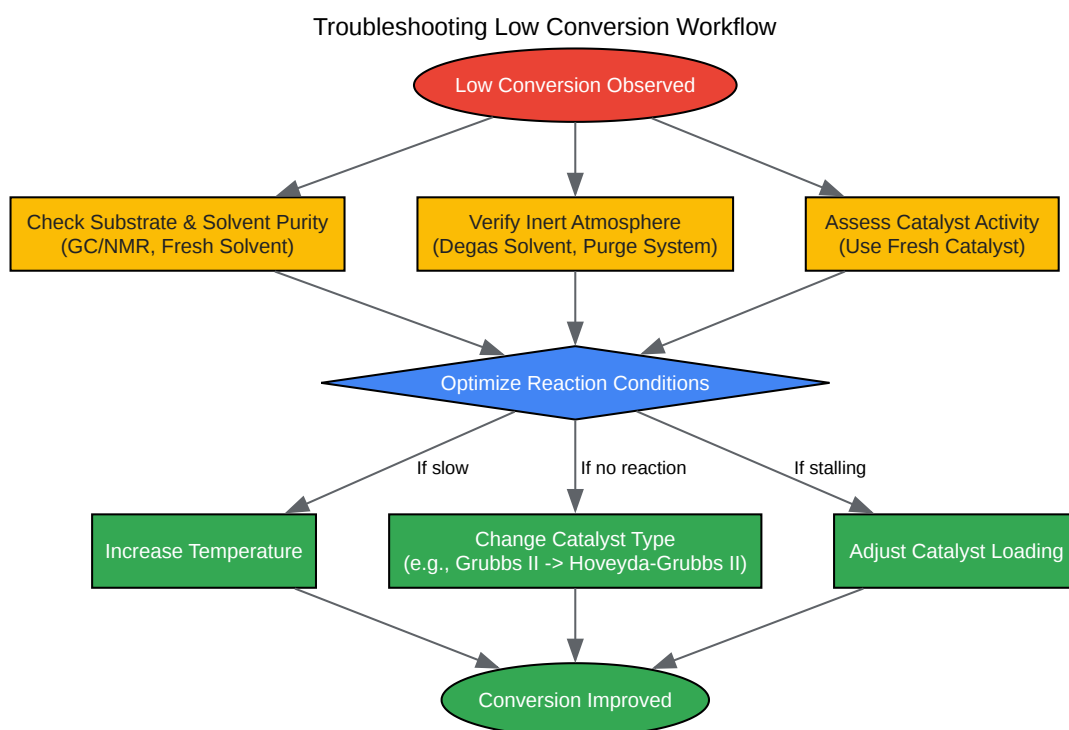 Troubleshooting Low Conversion Workflow
Low Conversion Observed
Check Substrate & Solvent Purity
(GC/NMR, Fresh Solvent)
Verify Inert Atmosphere
(Degas Solvent, Purge System)
Assess Catalyst Activity
(Use Fresh Catalyst)
Optimize Reaction Conditions
If slow
If no reaction
If stalling
Increase Temperature
Change Catalyst Type
(e.g., Grubbs II -> Hoveyda-Grubbs II)
Adjust Catalyst Loading
Conversion Improved